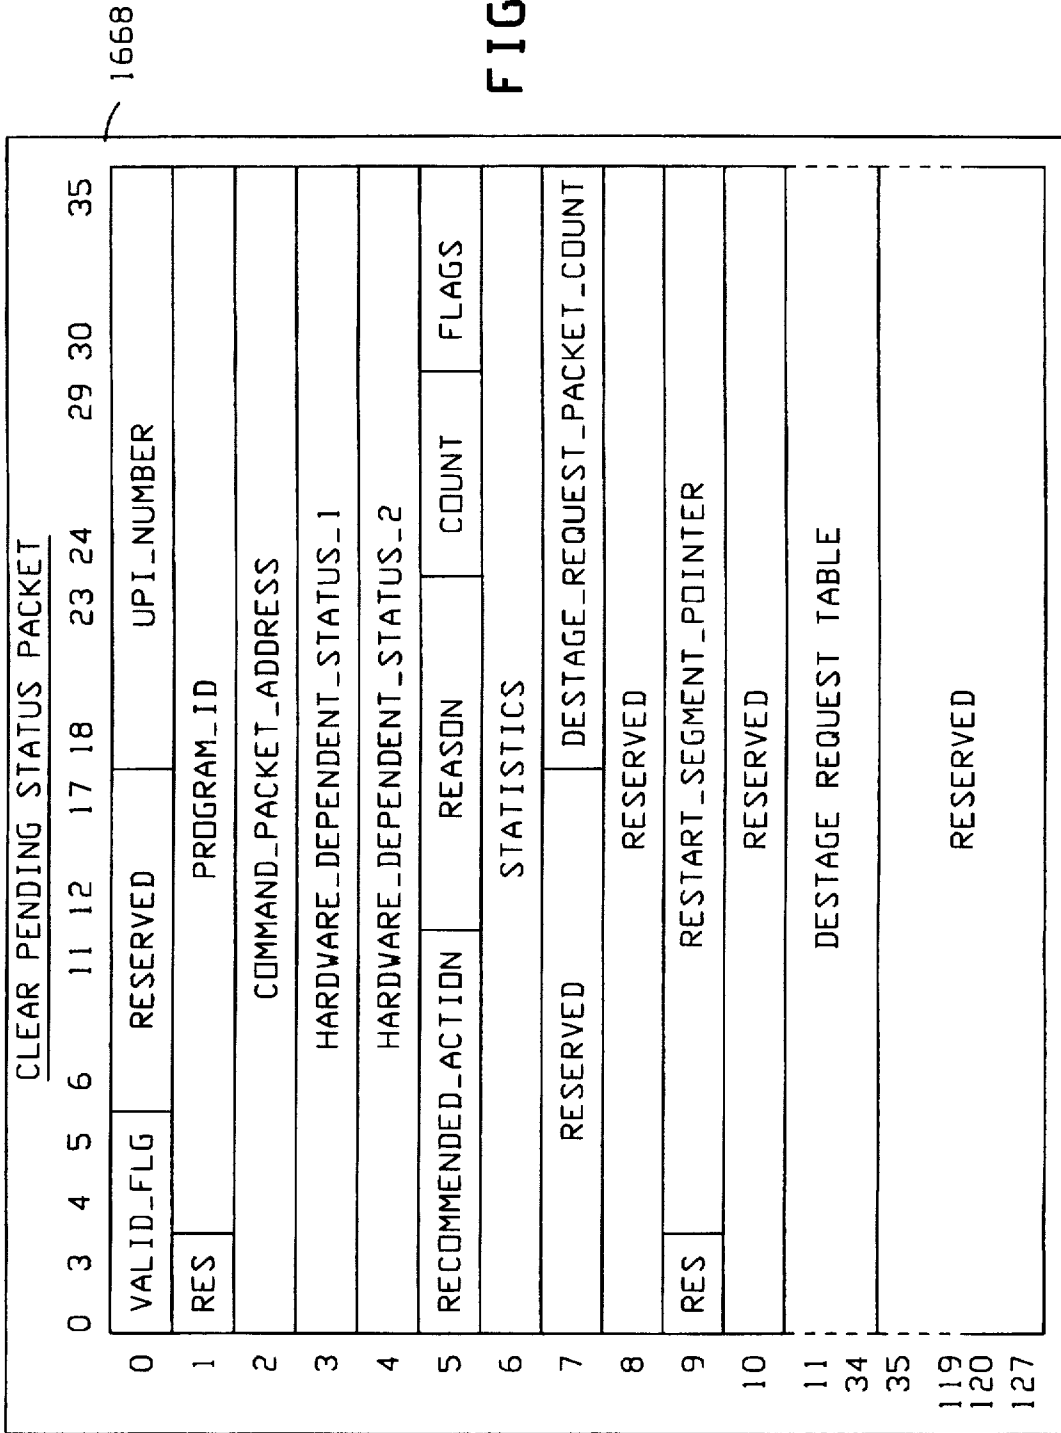 CLEAR PENDING STATUS PACKET
1668
0 3 4 5 6 11 12 17 18 23 24 29 30 35
0 VALID_FLG RESERVED UPI_NUMBER
1 RES PROGRAM_ID
2 COMMAND_PACKET_ADDRESS
3 HARDWARE_DEPENDENT_STATUS_1
4 HARDWARE_DEPENDENT_STATUS_2
5 RECOMMENDED_ACTION REASON COUNT FLAGS
6 STATISTICS
7 RESERVED DESTAGE_REQUEST_PACKET_COUNT
8 RESERVED
9 RES RESTART_SEGMENT_POINTER
10 RESERVED
11
DESTAGE REQUEST TABLE
34
35
119 RESERVED
120
127
FIG